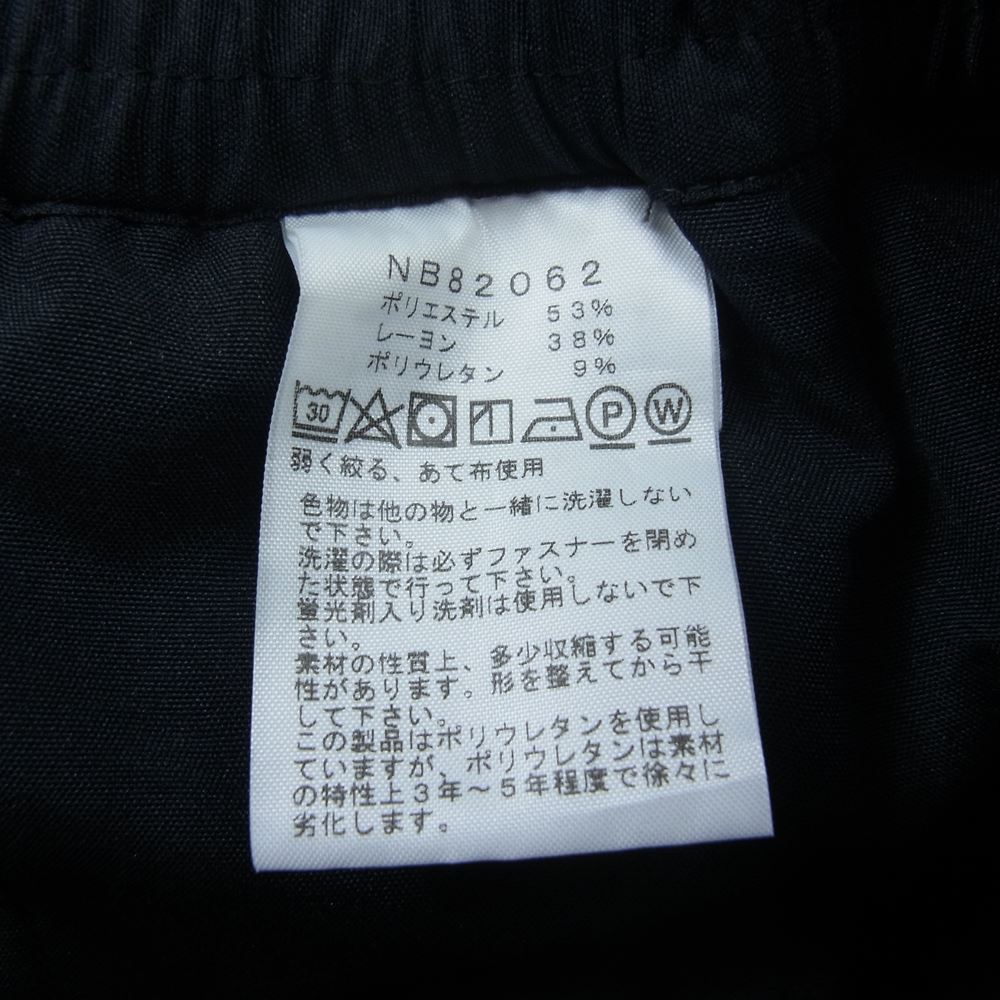 NB82062
ポリエステル 53%
レーヨン 38%
ポリウレタン 9%
30 P W
弱く絞る、あて布使用
色物は他の物と一緒に洗濯しない
で下さい。
洗濯の際は必ずファスナーを閉め
た状態で行って下さい。
蛍光剤入り洗剤は使用しないで下
さい。
素材の性質上、多少収縮する可能
性があります。形を整えてから干
して下さい。
この製品はポリウレタンを使用し
ていますが、ポリウレタンは素材
の特性上3年～5年程度で徐々に
劣化します。